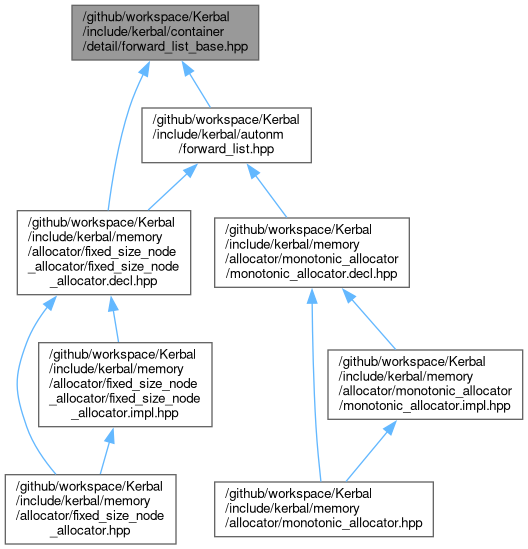 /github/workspace/Kerbal
/include/kerbal/container
/detail/forward_list_base.hpp
/github/workspace/Kerbal
/include/kerbal/autonm
/forward_list.hpp
/github/workspace/Kerbal
/include/kerbal/memory
/allocator/fixed_size_node
_allocator/fixed_size_node
_allocator.decl.hpp
/github/workspace/Kerbal
/include/kerbal/memory
/allocator/monotonic_allocator
/monotonic_allocator.decl.hpp
/github/workspace/Kerbal
/include/kerbal/memory
/allocator/fixed_size_node
_allocator/fixed_size_node
_allocator.impl.hpp
/github/workspace/Kerbal
/include/kerbal/memory
/allocator/monotonic_allocator
/monotonic_allocator.impl.hpp
/github/workspace/Kerbal
/include/kerbal/memory
/allocator/fixed_size_node
_allocator.hpp
/github/workspace/Kerbal
/include/kerbal/memory
/allocator/monotonic_allocator.hpp